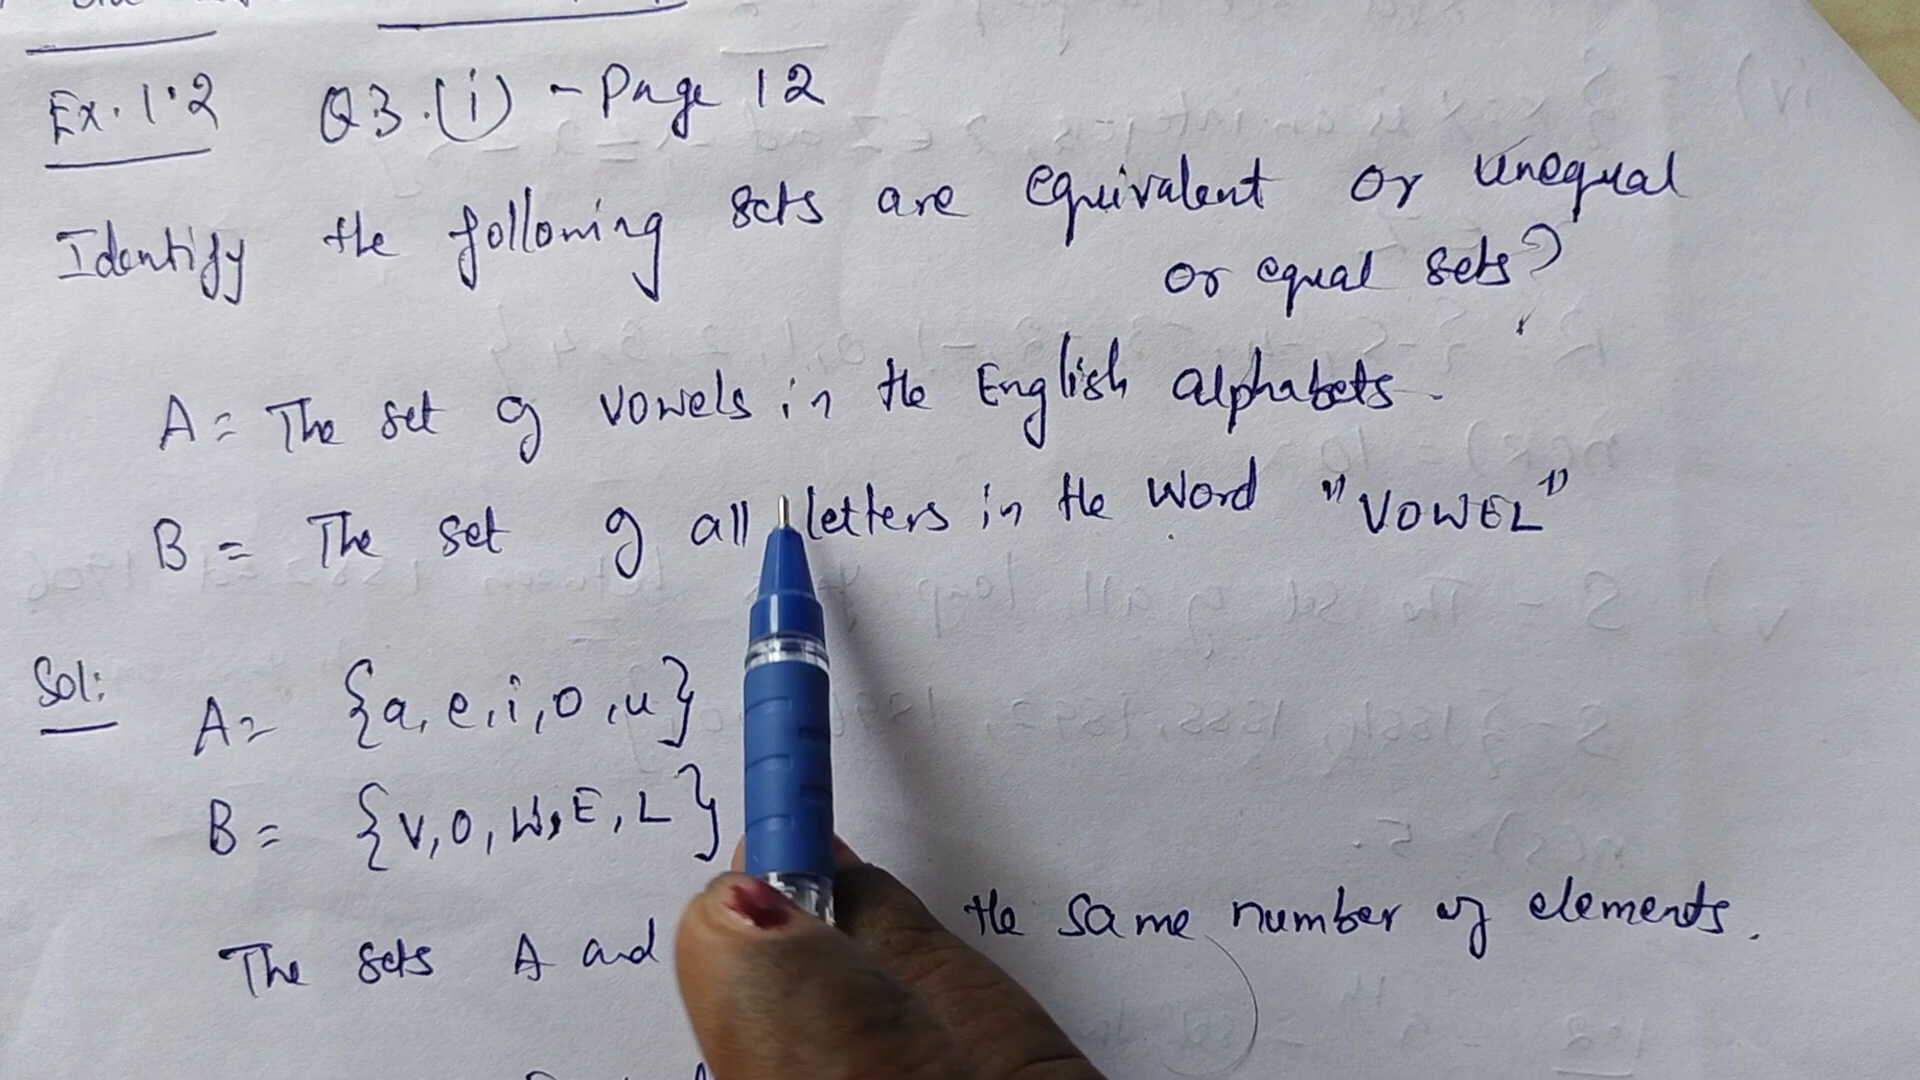 Ex. 1.2 Q3.(i) - Page 12
Identify the following sets are equivalent or unequal
or equal sets?
A = The set of vowels in the English alphabets.
B = The set of all letters in the word "VOWEL"
Sol:
A = {a, e, i, o, u}
B = {V, O, W, E, L}
The sets A and the same number of elements.